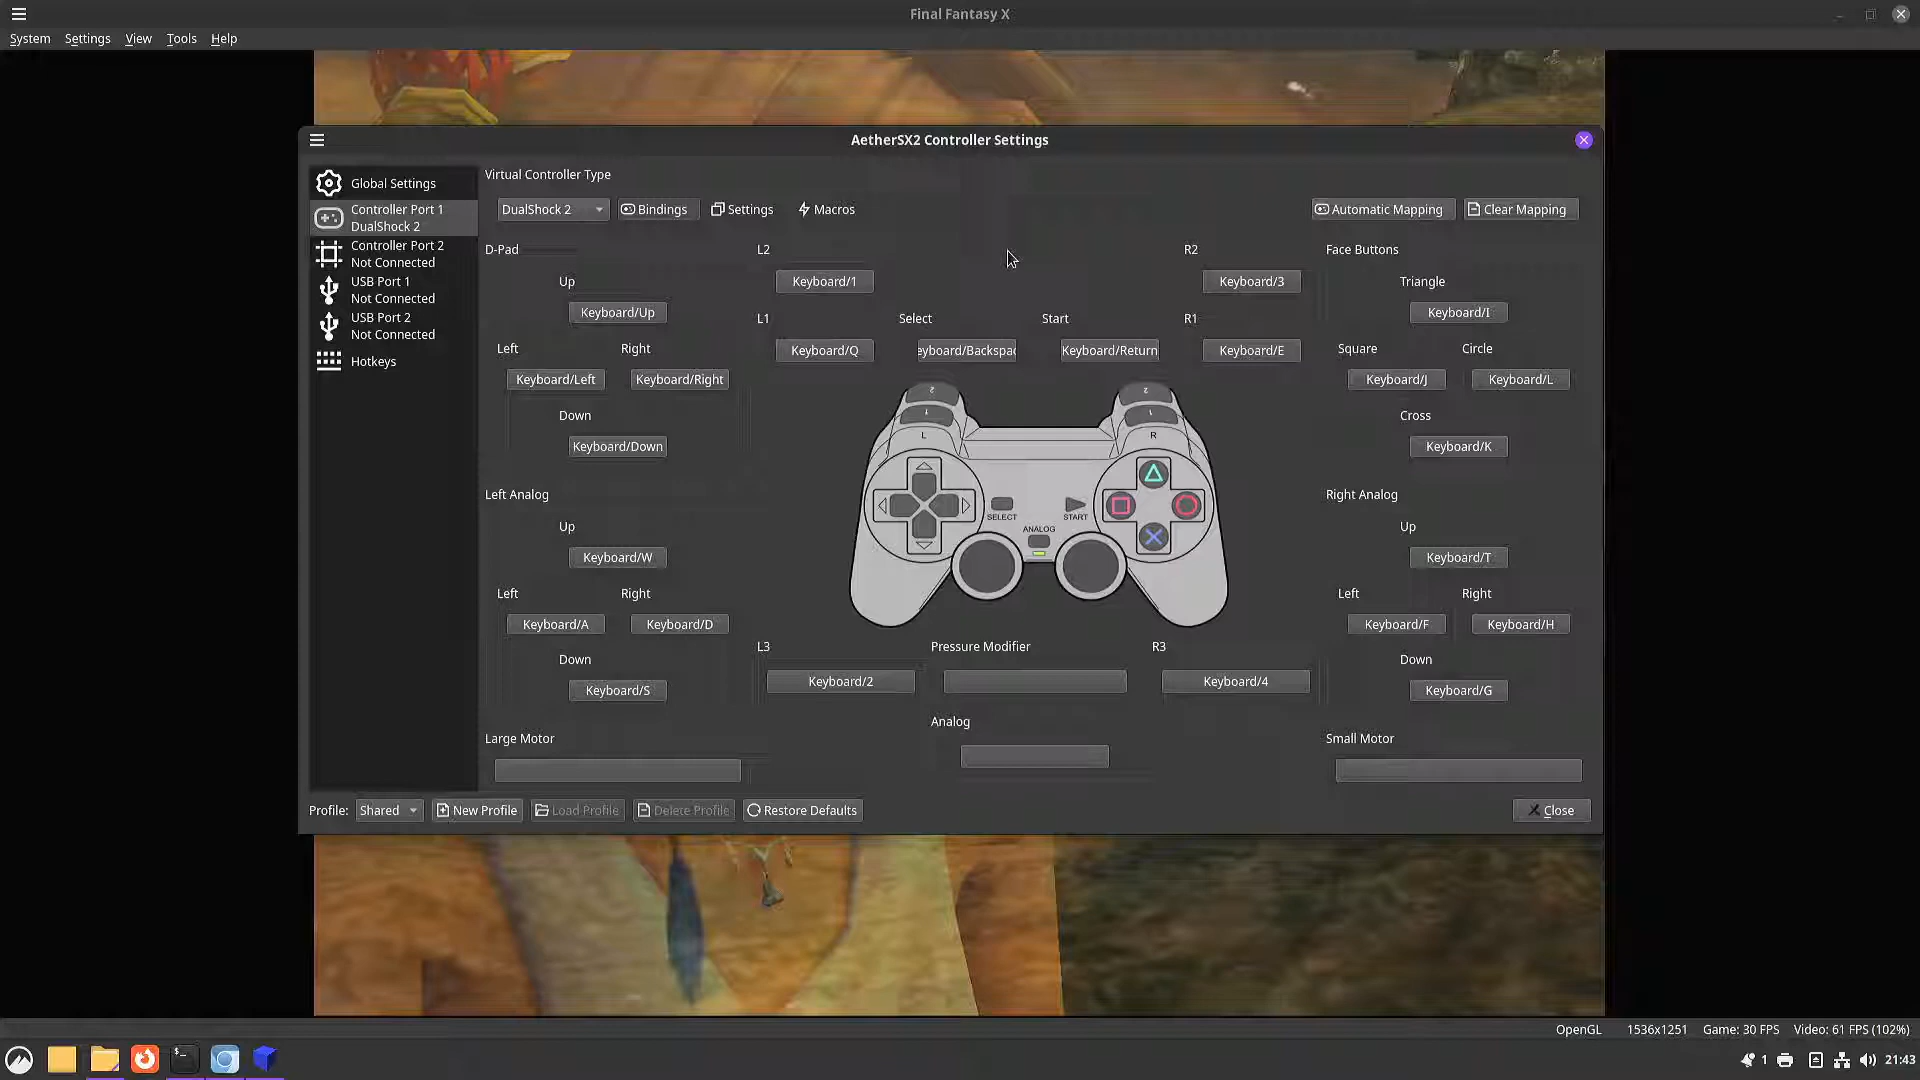 Final Fantasy X
System Settings View Tools Help
AetherSX2 Controller Settings
Global Settings
Controller Port 1
DualShock 2
Controller Port 2
Not Connected
USB Port 1
Not Connected
USB Port 2
Not Connected
Hotkeys
Virtual Controller Type
DualShock 2 Bindings Settings Macros Automatic Mapping Clear Mapping
D-Pad L2 R2 Face Buttons
Up Keyboard/1 Keyboard/3 Triangle
Keyboard/Up Keyboard/I
L1 Select Start R1
Left Right Keyboard/Q eyboard/Backspac Keyboard/Return Keyboard/E Square Circle
Keyboard/Left Keyboard/Right Keyboard/J Keyboard/L
Down Cross
Keyboard/Down Keyboard/K
2 2
1 1
L R
SELECT START
ANALOG
Left Analog Right Analog
Up Up
Keyboard/W Keyboard/T
Left Right Left Right
Keyboard/A Keyboard/D Keyboard/F Keyboard/H
L3 Pressure Modifier R3
Down Down
Keyboard/2 Keyboard/4
Keyboard/S Keyboard/G
Analog
Large Motor Small Motor
Profile: Shared New Profile Load Profile Delete Profile Restore Defaults Close
OpenGL 1536x1251 Game: 30 FPS Video: 61 FPS (102%)
1 21:43